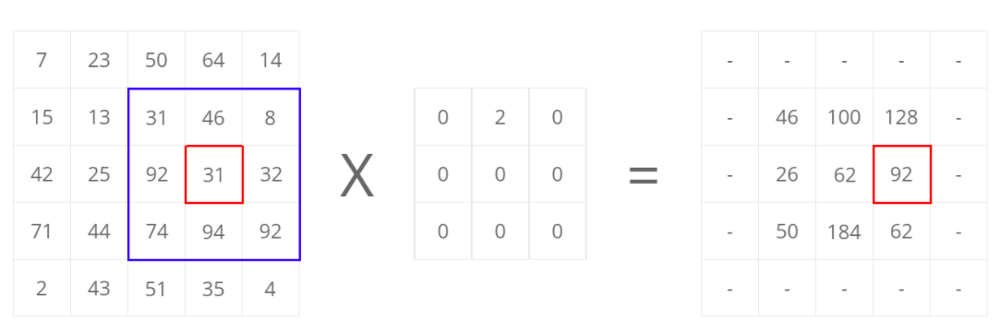 7 23 50 64 14 - - - - -
15 13 31 46 8 0 2 0 - 46 100 128 -
42 25 92 31 32 X 0 0 0 = - 26 62 92 -
71 44 74 94 92 0 0 0 - 50 184 62 -
2 43 51 35 4 - - - - -